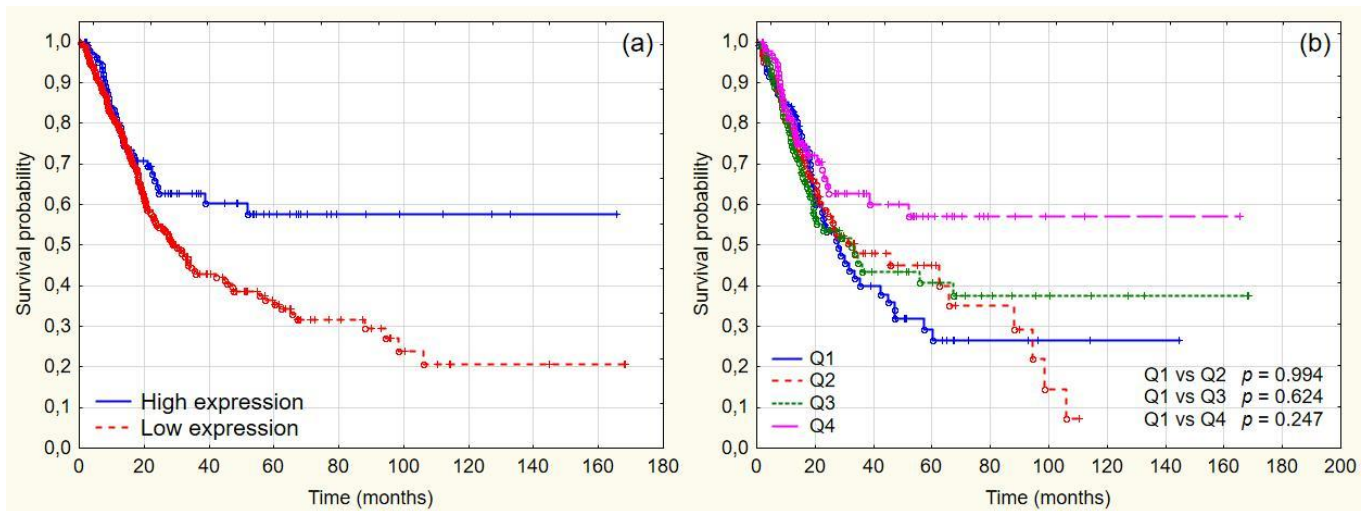 (a)
1,0
0,9
0,8
0,7
0,6
0,5
0,4
0,3
0,2
0,1
0,0
Survival probability
High expression
Low expression
0 20 40 60 80 100 120 140 160 180
Time (months)
(b)
1,0
0,9
0,8
0,7
0,6
0,5
0,4
0,3
0,2
0,1
0,0
Survival probability
Q1
Q2
Q3
Q4
Q1 vs Q2 p = 0.994
Q1 vs Q3 p = 0.624
Q1 vs Q4 p = 0.247
0 20 40 60 80 100 120 140 160 180 200
Time (months)